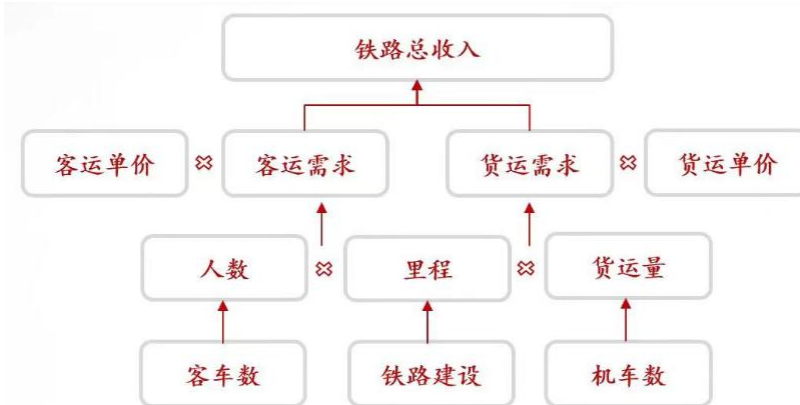 铁路总收入
客运单价 × 客运需求 货运需求 × 货运单价
人数 × 里程 × 货运量
客车数 铁路建设 机车数